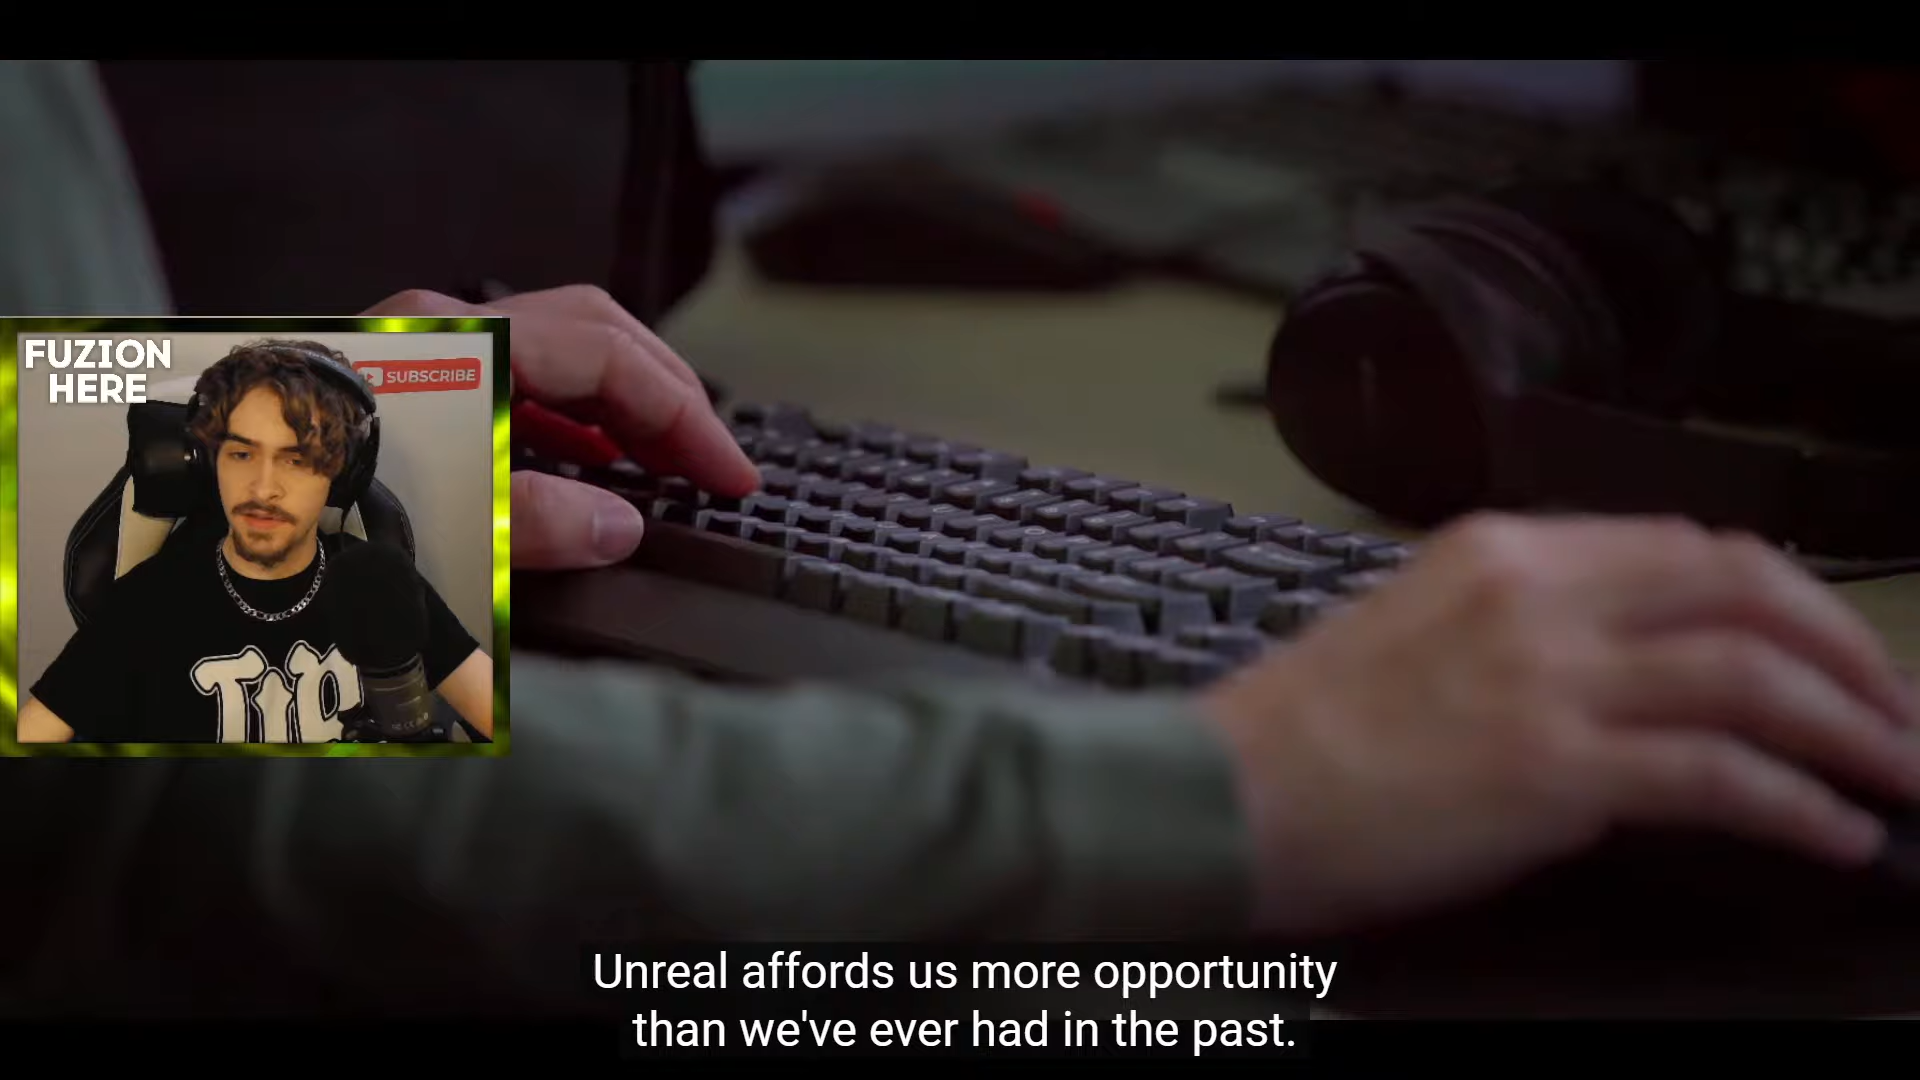 FUZION
HERE
SUBSCRIBE
Unreal affords us more opportunity
than we've ever had in the past.